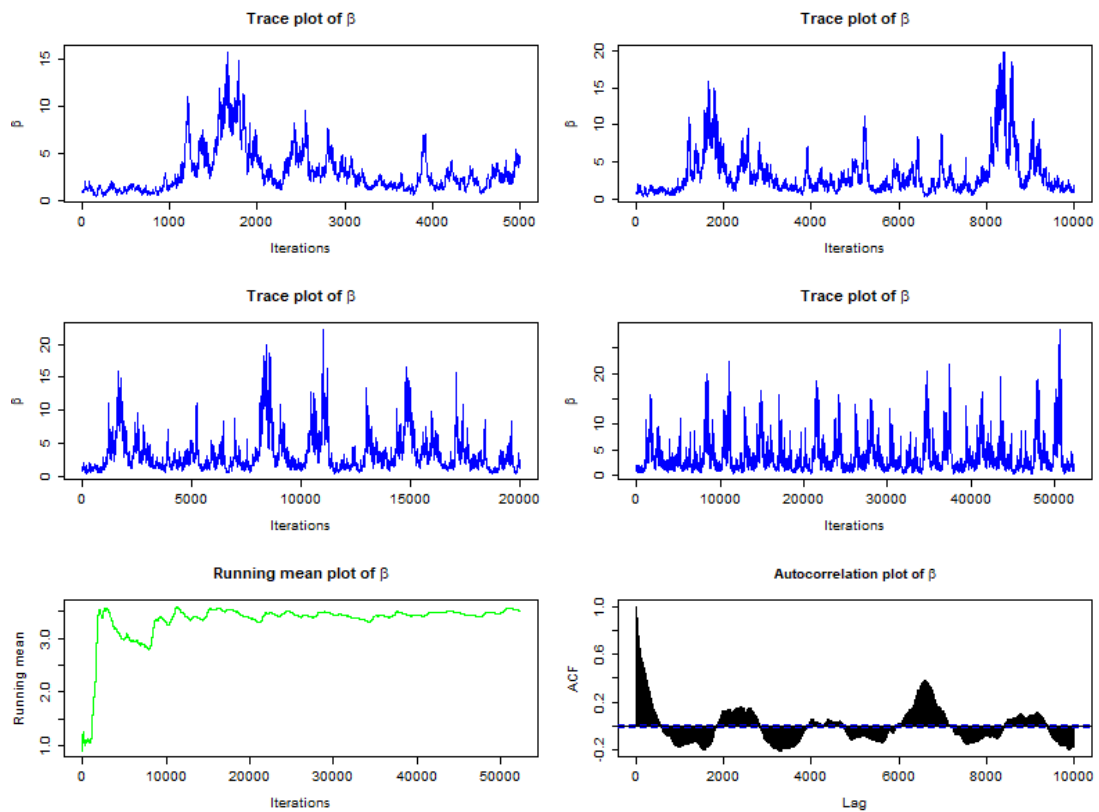 Trace plot of β
β
15
10
5
0
0 1000 2000 3000 4000 5000
Iterations
Trace plot of β
β
20
15
10
5
0
0 2000 4000 6000 8000 10000
Iterations
Trace plot of β
β
20
15
10
5
0
0 5000 10000 15000 20000
Iterations
Trace plot of β
β
20
15
10
5
0
0 10000 20000 30000 40000 50000
Iterations
Running mean plot of β
Running mean
3.0
2.0
1.0
0 10000 20000 30000 40000 50000
Iterations
Autocorrelation plot of β
ACF
1.0
0.6
0.2
-0.2
0 2000 4000 6000 8000 10000
Lag